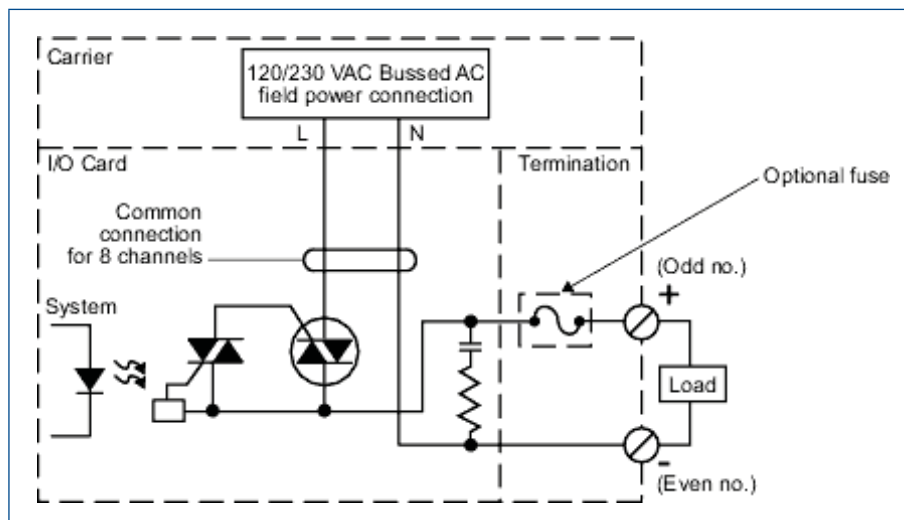 Carrier
120/230 VAC Bussed AC
field power connection
L
N
I/O Card
Termination
Optional fuse
Common
connection
for 8 channels
(Odd no.)
+
System
Load
-
(Even no.)